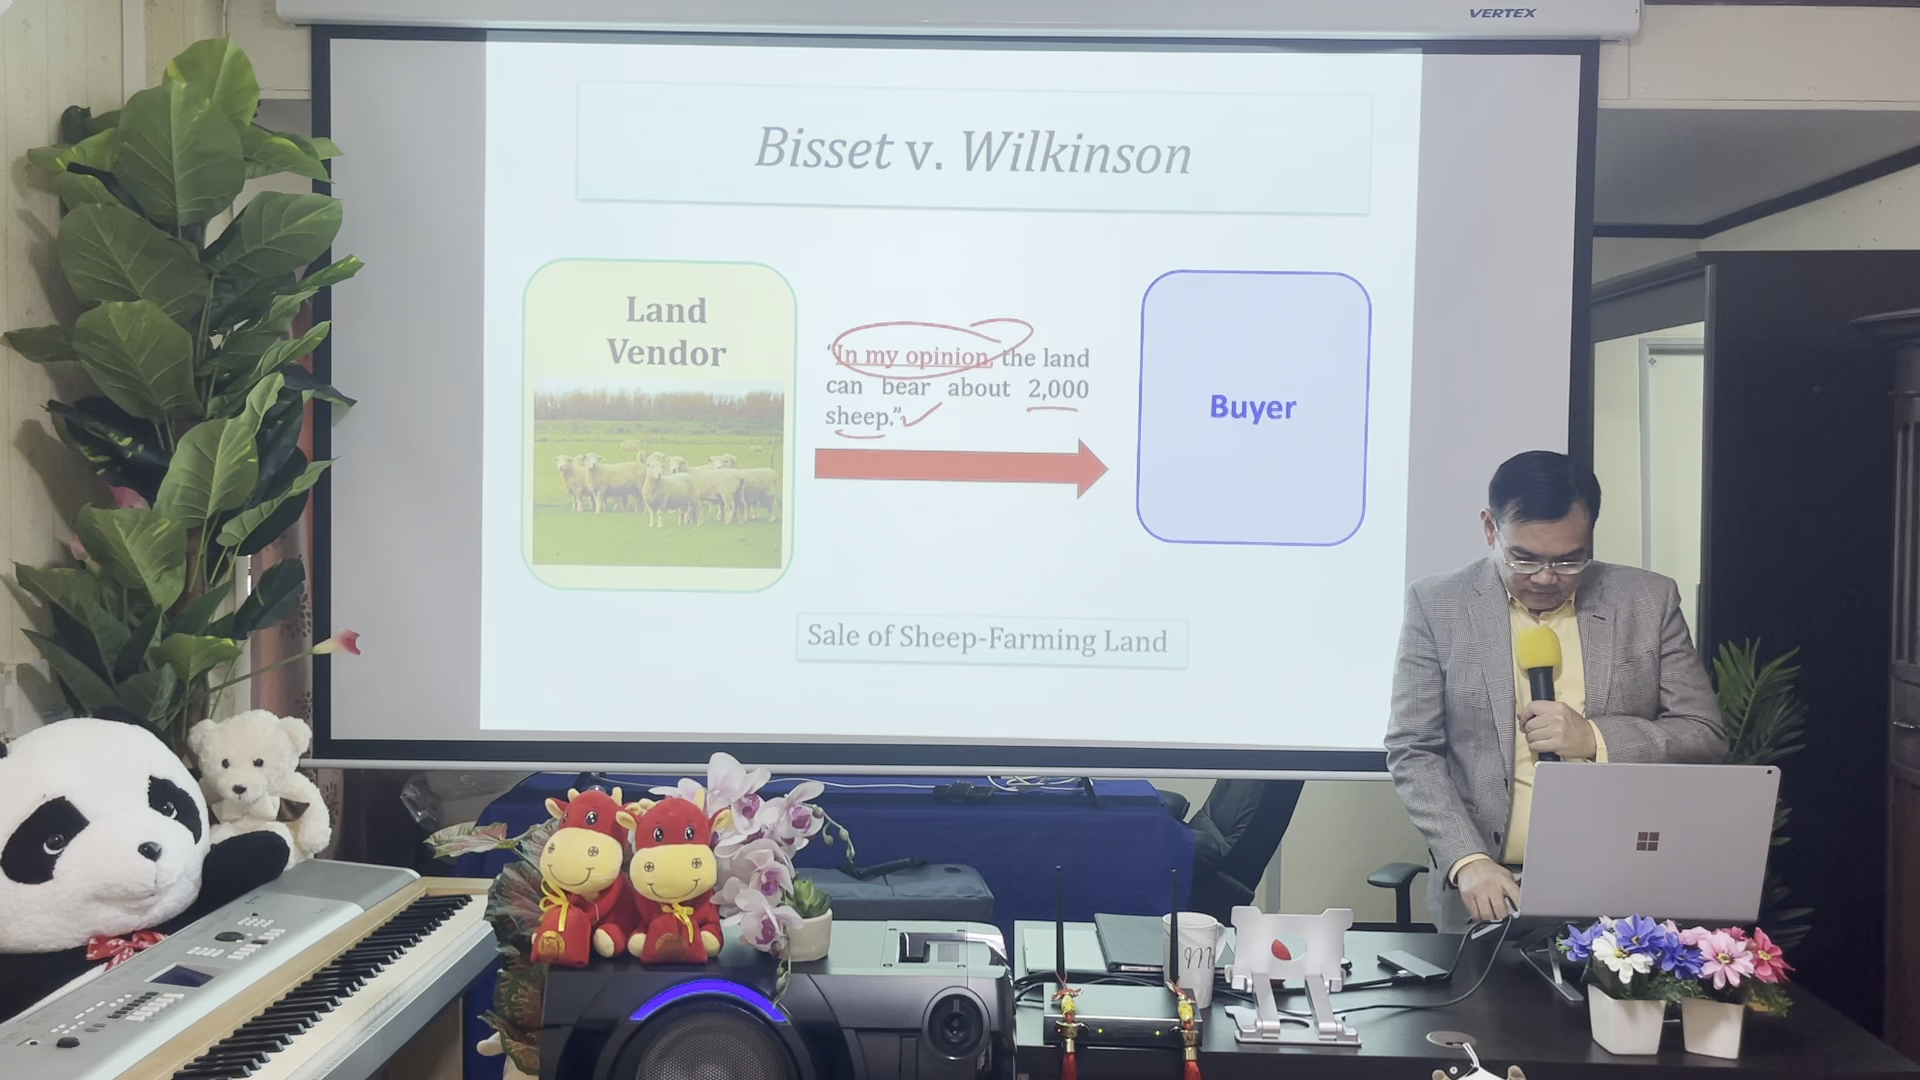 VERTEX
Bisset v. Wilkinson
Land
Vendor
“In my opinion, the land
can bear about 2,000
sheep.”
Buyer
Sale of Sheep-Farming Land
m